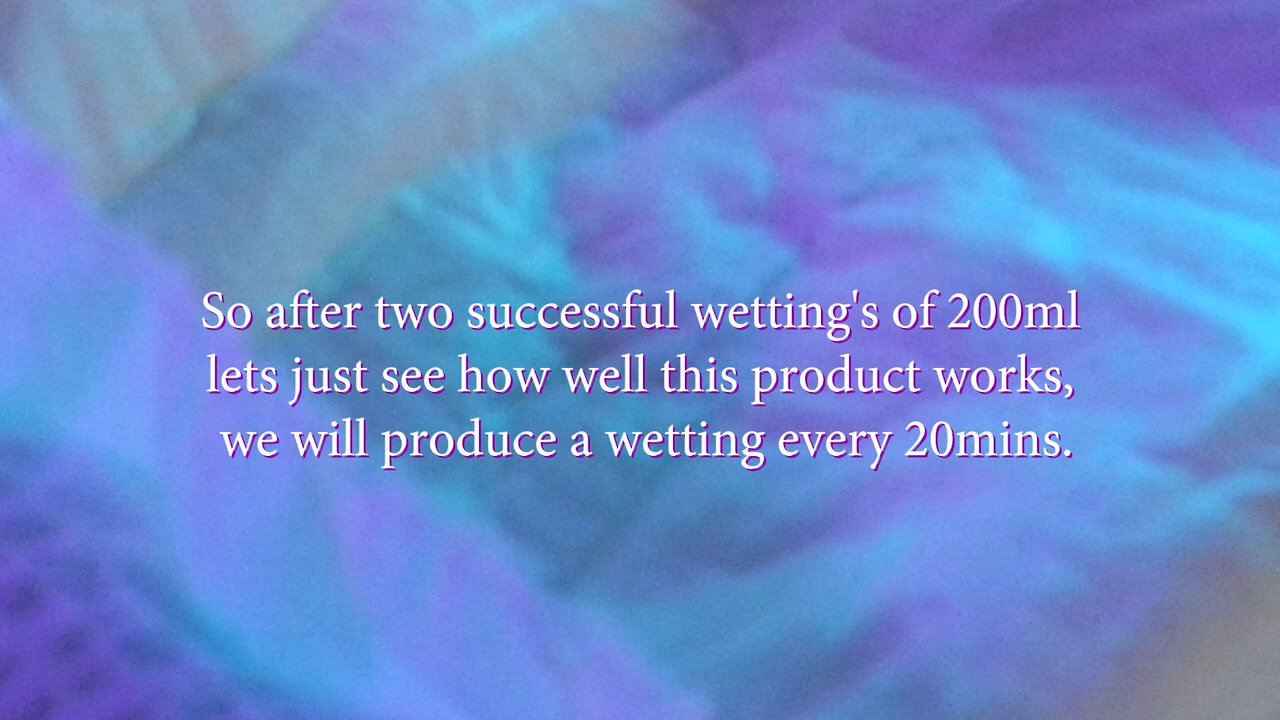 So after two successful wetting's of 200ml
lets just see how well this product works,
we will produce a wetting every 20mins.